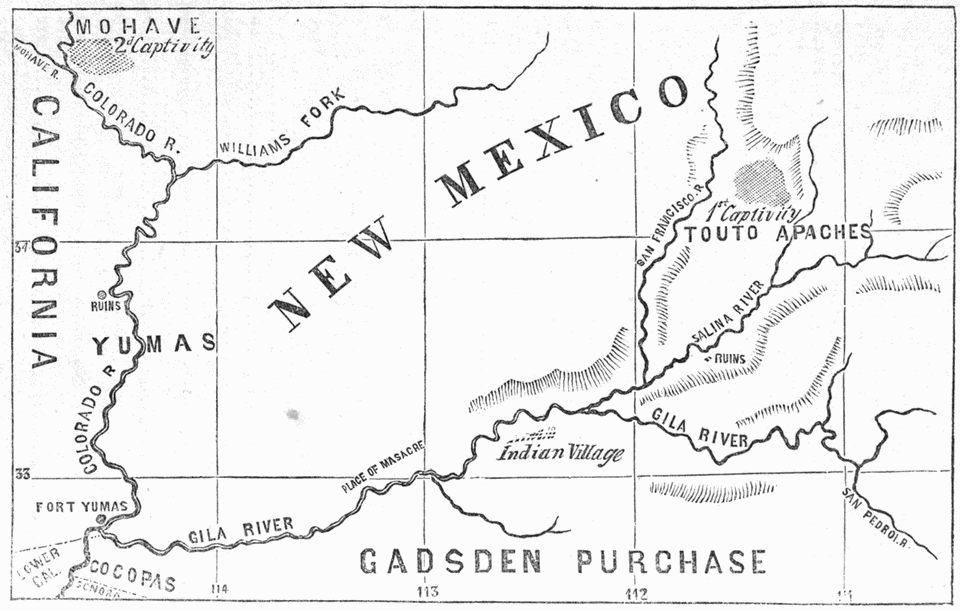 MOHAVE
2d Captivity
MOHAVE R.
COLORADO R.
WILLIAMS FORK
CALIFORNIA
NEW MEXICO
SAN FRANCISCO. R.
1st Captivity
TOUTO APACHES
RUINS
YUMAS
COLORADO R
SALINA RIVER
RUINS
GILA RIVER
Indian Village
PLACE OF MASACRE
33
FORT YUMAS
GILA RIVER
SAN PEDRO. R.
GADSDEN PURCHASE
LOWER
CAL.
COCOPAS
SONORA
114
113
112